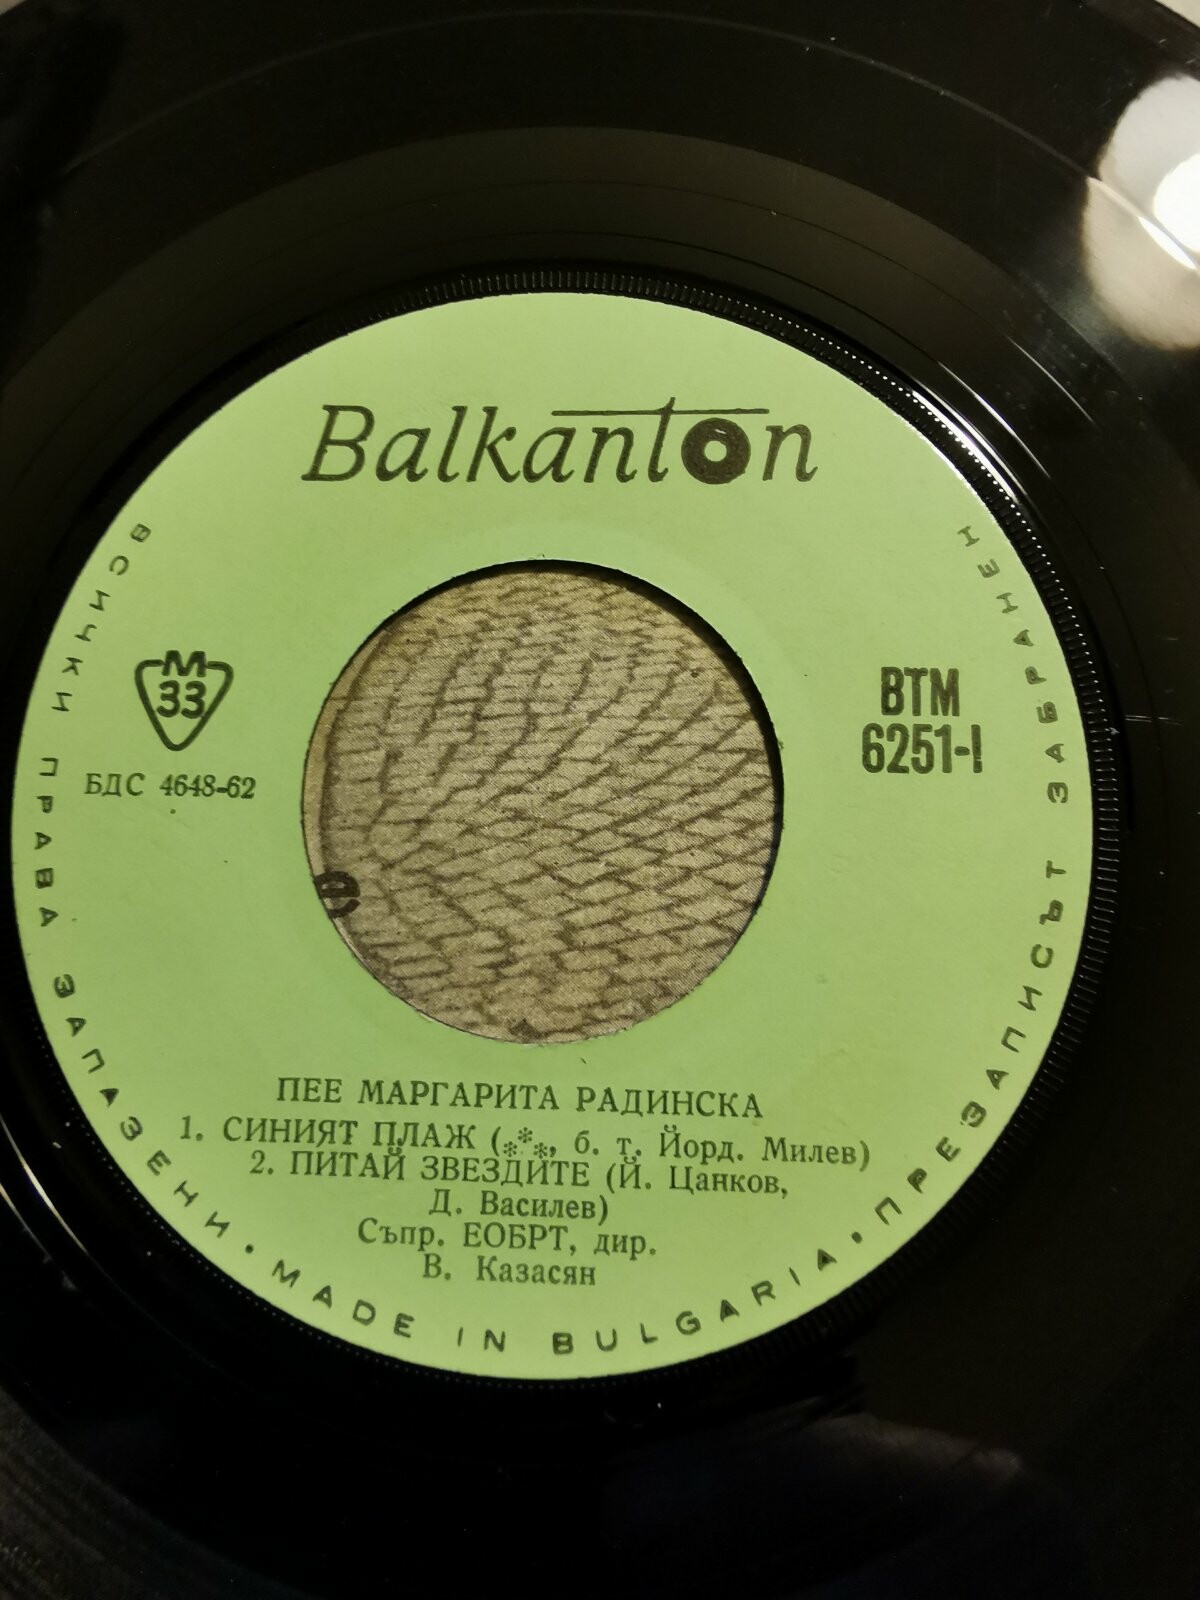 Balkanton
М
33
БДС 4648-62
ВТМ
6251-I
ПЕЕ МАРГАРИТА РАДИНСКА
1. СИНИЯТ ПЛАЖ (***, б. т. Йорд. Милев)
2. ПИТАЙ ЗВЕЗДИТЕ (Й. Цанков,
Д. Василев)
Съпр. ЕОБРТ, дир.
В. Казасян
ВСИЧКИ ПРАВА ЗАПАЗЕНИ • MADE IN BULGARIA • ПРЕЗАПИСЪТ ЗАБРАНЕН
e